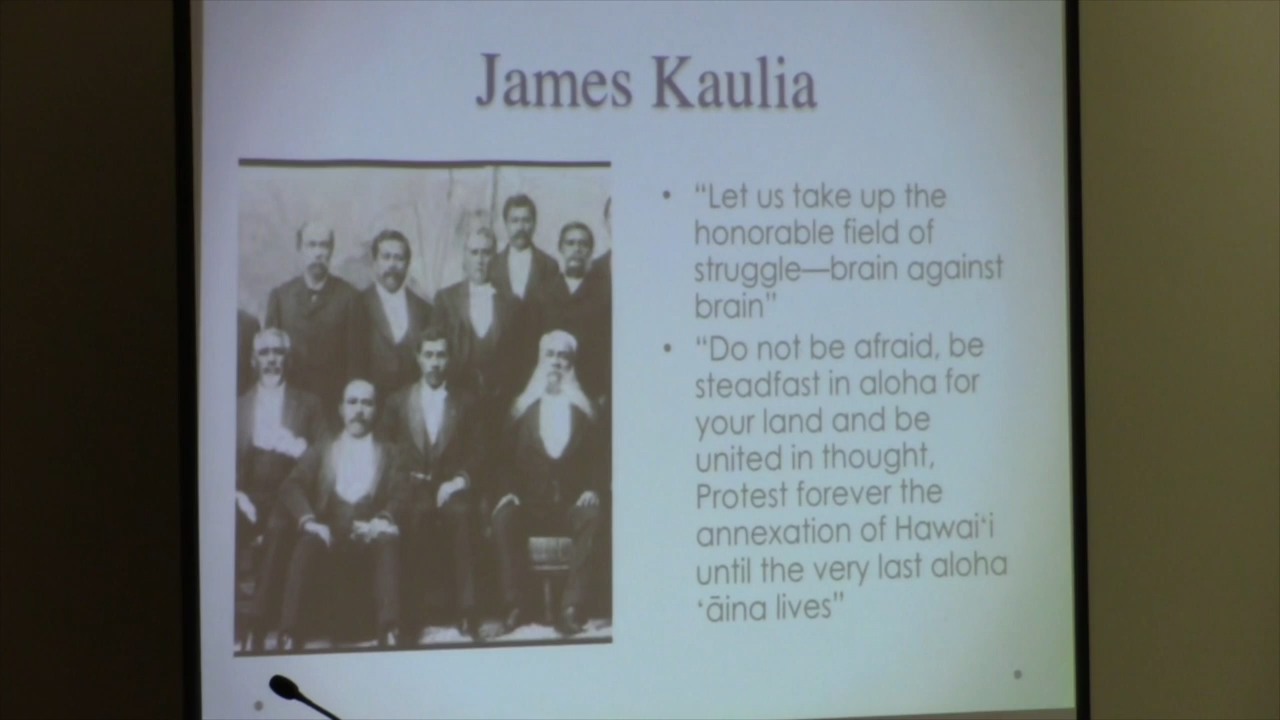 James Kaulia
• “Let us take up the
honorable field of
struggle—brain against
brain”
• “Do not be afraid, be
steadfast in aloha for
your land and be
united in thought,
Protest forever the
annexation of Hawaiʻi
until the very last aloha
ʻāina lives”